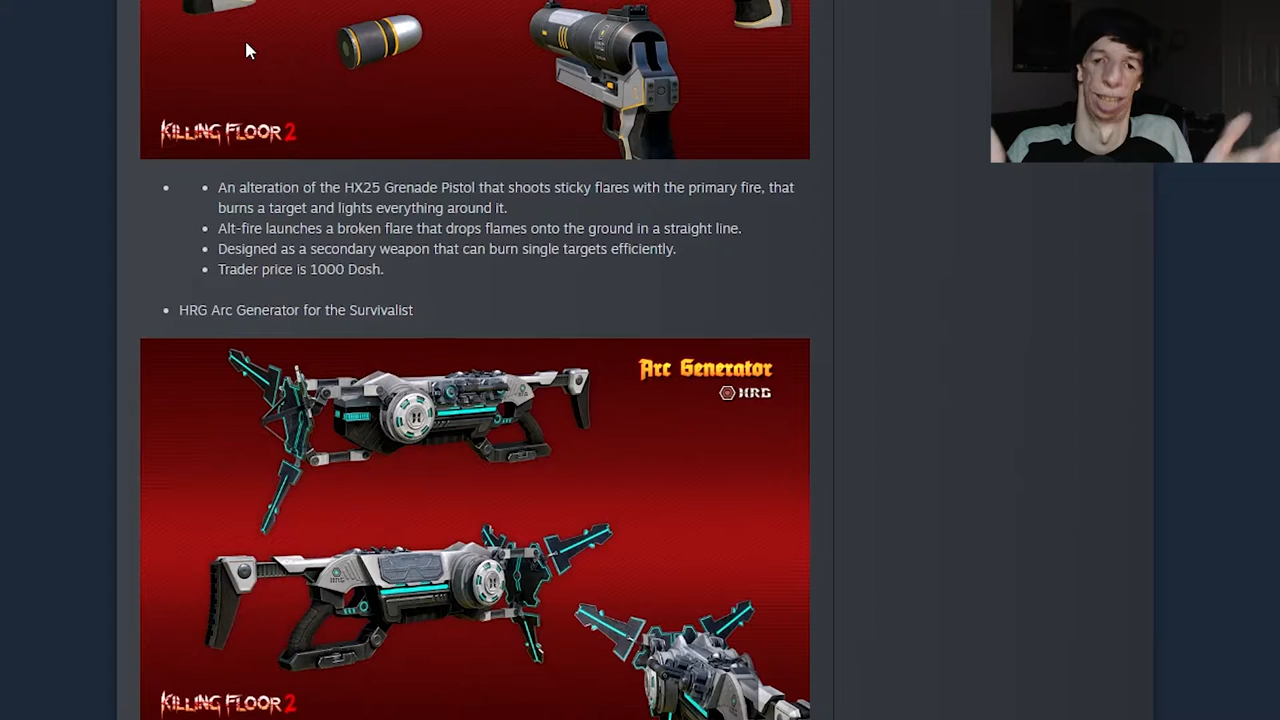 KILLING FLOOR 2
An alteration of the HX25 Grenade Pistol that shoots sticky flares with the primary fire, that
burns a target and lights everything around it.
Alt-fire launches a broken flare that drops flames onto the ground in a straight line.
Designed as a secondary weapon that can burn single targets efficiently.
Trader price is 1000 Dosh.
HRG Arc Generator for the Survivalist
Arc Generator
HRG
KILLING FLOOR 2